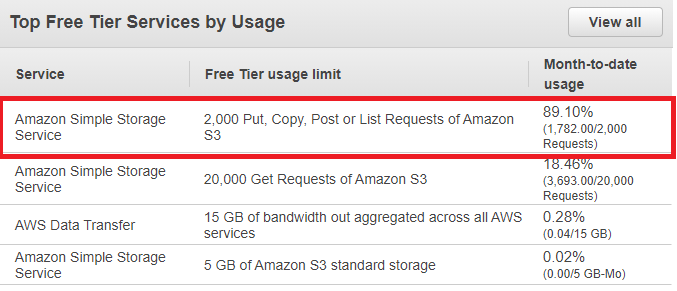 Top Free Tier Services by Usage
View all
Service
Free Tier usage limit
Month-to-date
usage
Amazon Simple Storage
Service
2,000 Put, Copy, Post or List Requests of Amazon
S3
89.10%
(1,782.00/2,000
Requests)
Amazon Simple Storage
Service
20,000 Get Requests of Amazon S3
18.46%
(3,693.00/20,000
Requests)
AWS Data Transfer
15 GB of bandwidth out aggregated across all AWS
services
0.28%
(0.04/15 GB)
Amazon Simple Storage
Service
5 GB of Amazon S3 standard storage
0.02%
(0.00/5 GB-Mo)